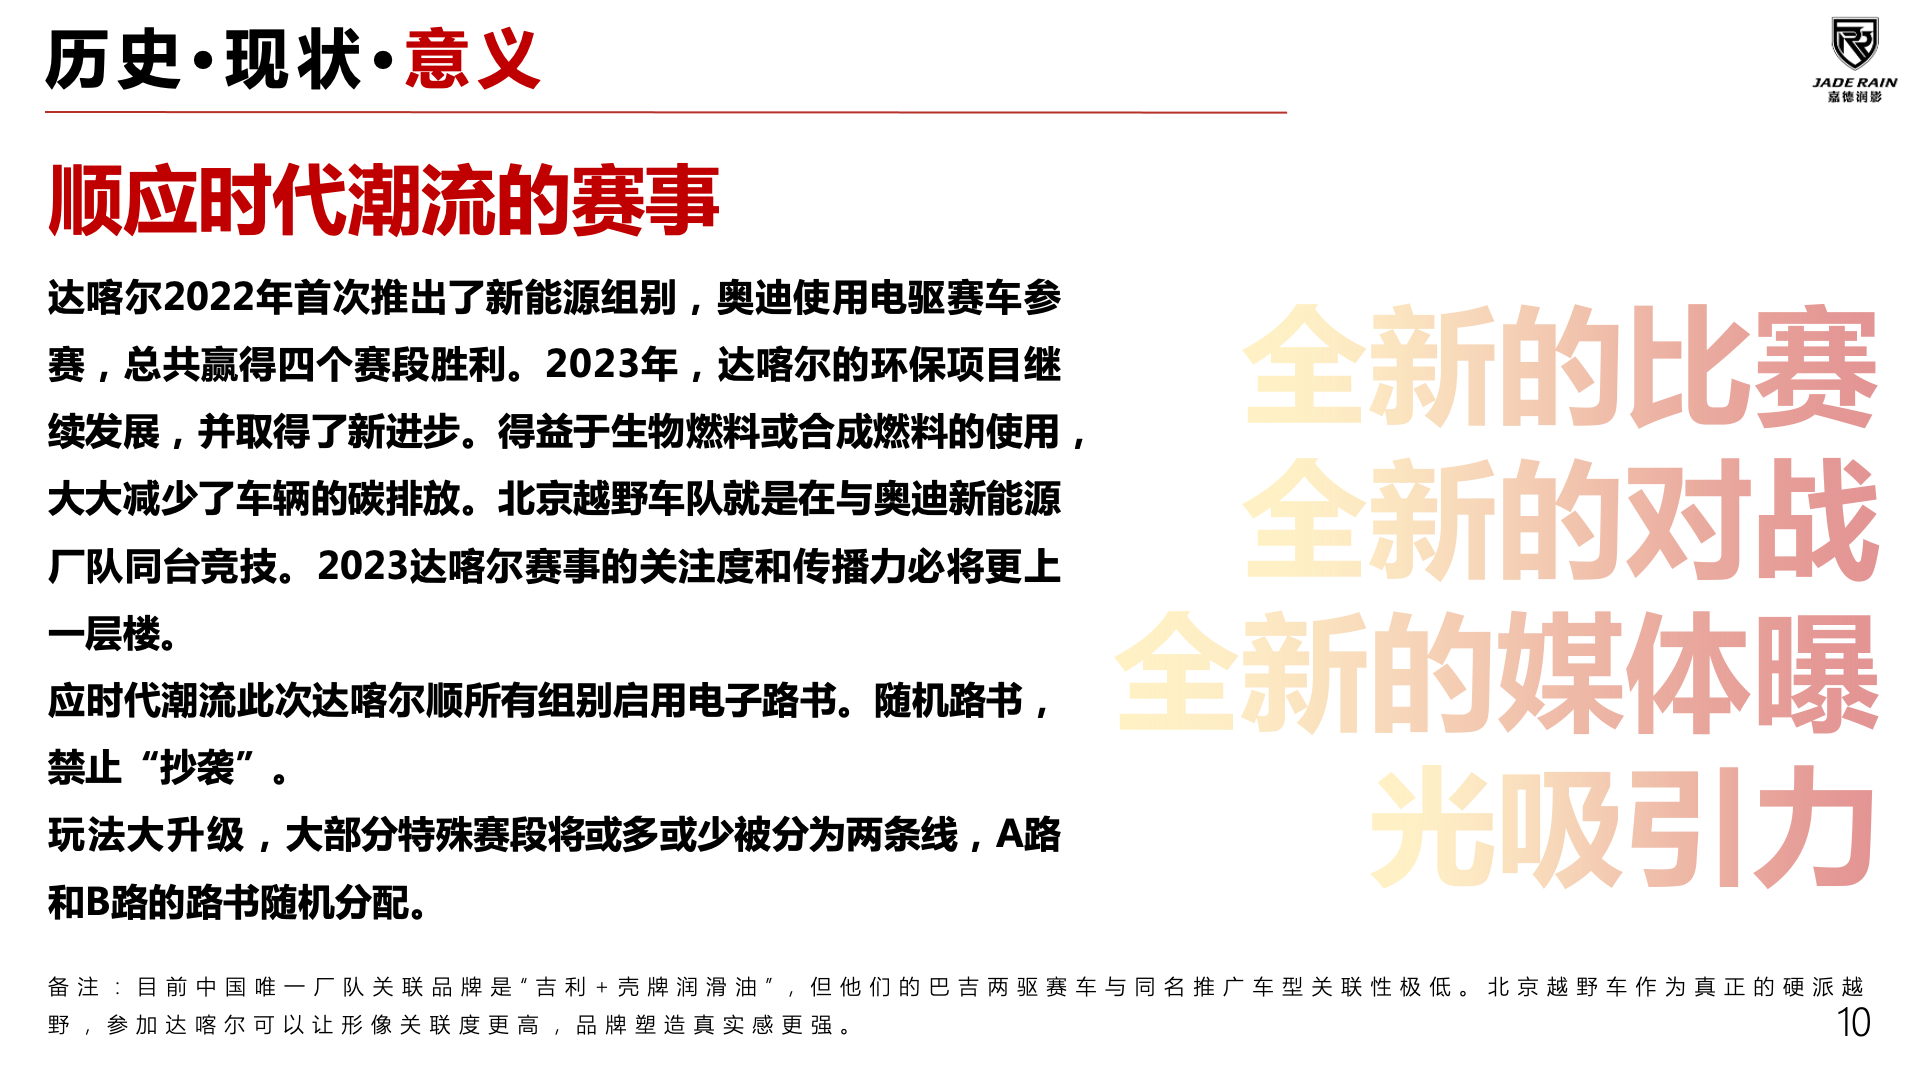 历史·现状·意义
JADE RAIN
嘉德润影
顺应时代潮流的赛事
达喀尔2022年首次推出了新能源组别，奥迪使用电驱赛车参
赛，总共赢得四个赛段胜利。2023年，达喀尔的环保项目继
续发展，并取得了新进步。得益于生物燃料或合成燃料的使用，
大大减少了车辆的碳排放。北京越野车队就是在与奥迪新能源
厂队同台竞技。2023达喀尔赛事的关注度和传播力必将更上
一层楼。
应时代潮流此次达喀尔顺所有组别启用电子路书。随机路书，
禁止“抄袭”。
玩法大升级，大部分特殊赛段将或多或少被分为两条线，A路
和B路的路书随机分配。
全新的比赛
全新的对战
全新的媒体曝
光吸引力
备注：目前中国唯一厂队关联品牌是“吉利+壳牌润滑油”，但他们的巴吉两驱赛车与同名推广车型关联性极低。北京越野车作为真正的硬派越
野，参加达喀尔可以让形像关联度更高，品牌塑造真实感更强。
10